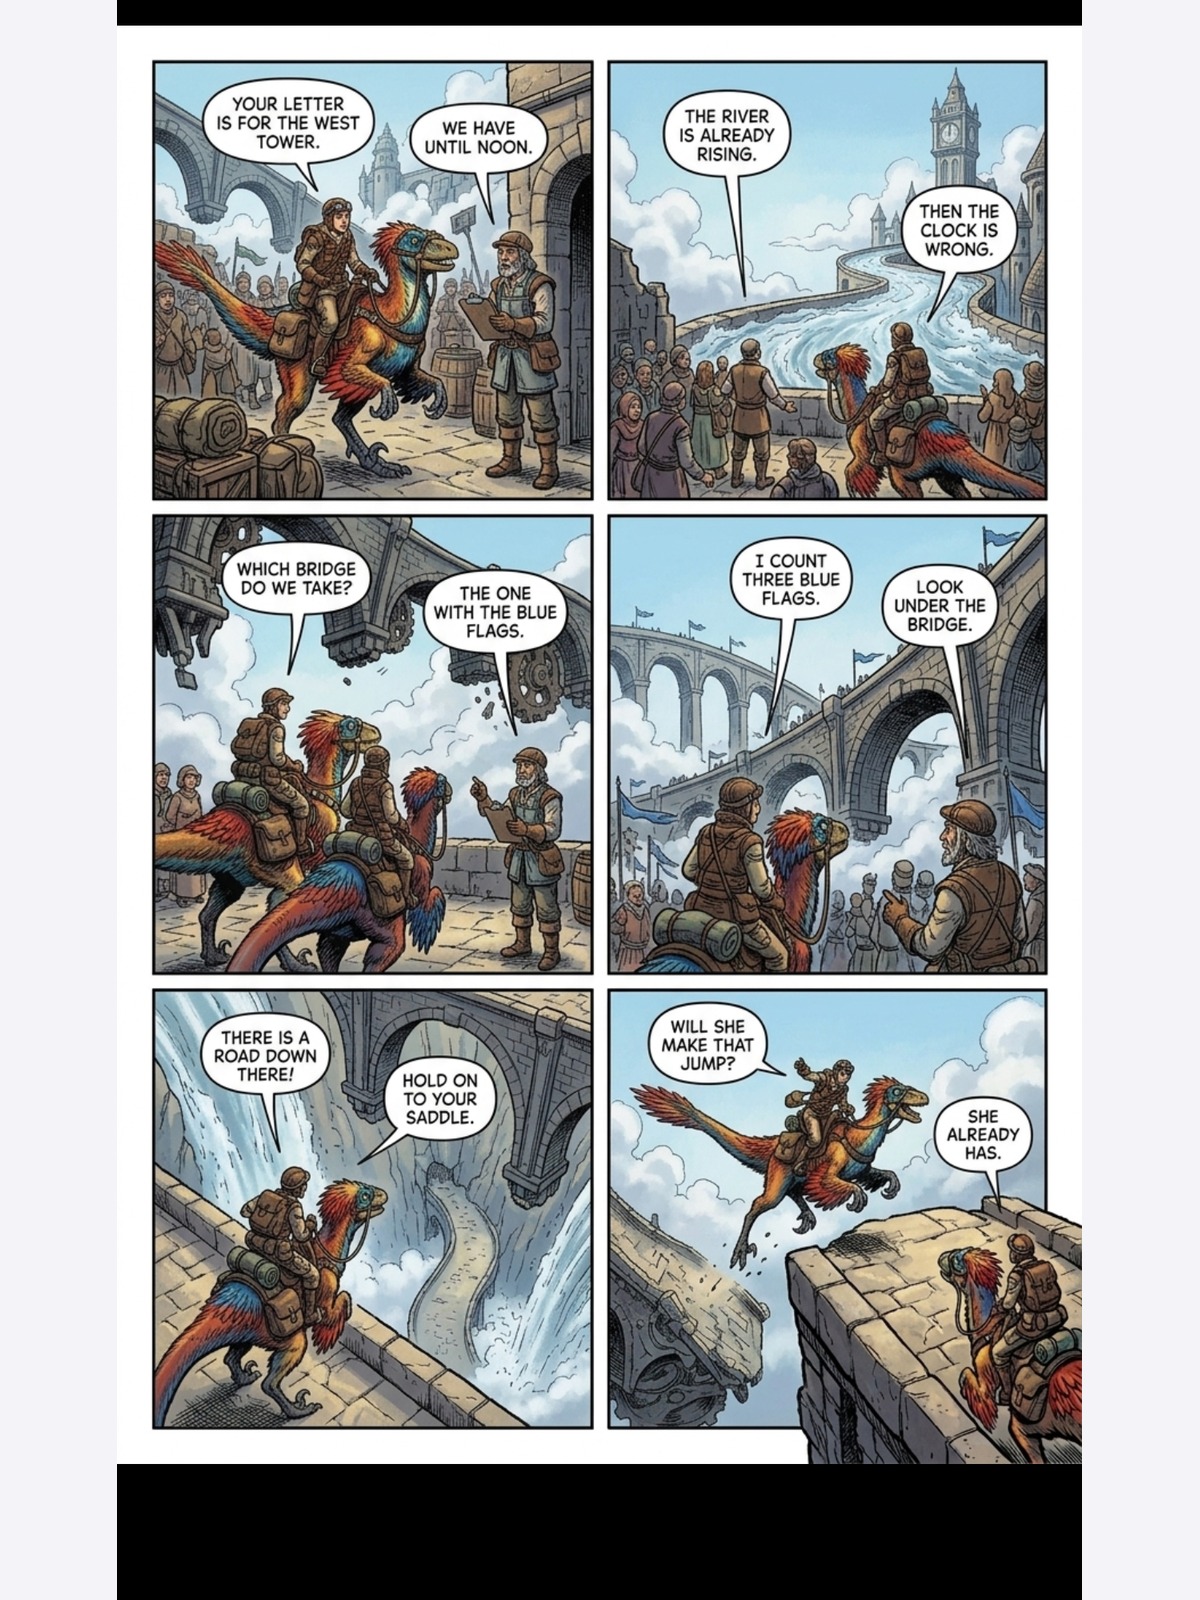 YOUR LETTER
IS FOR THE WEST
TOWER.
WE HAVE
UNTIL NOON.
THE RIVER
IS ALREADY
RISING.
THEN THE
CLOCK IS
WRONG.
WHICH BRIDGE
DO WE TAKE?
THE ONE
WITH THE BLUE
FLAGS.
I COUNT
THREE BLUE
FLAGS.
LOOK
UNDER THE
BRIDGE.
THERE IS A
ROAD DOWN
THERE!
HOLD ON
TO YOUR
SADDLE.
WILL SHE
MAKE THAT
JUMP?
SHE
ALREADY
HAS.